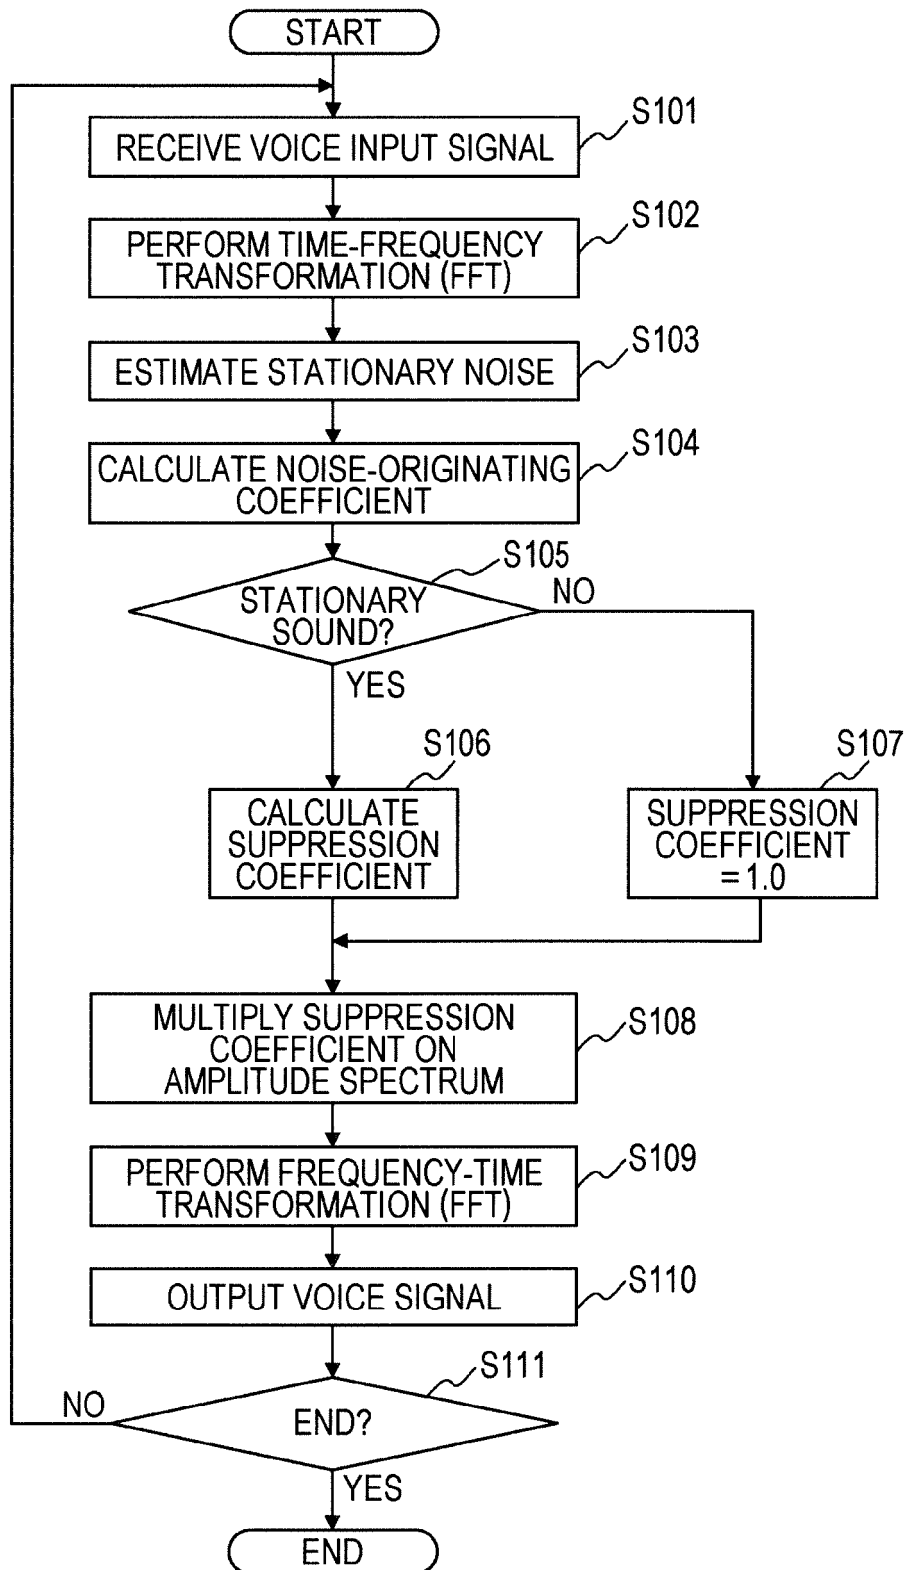 START
S101
RECEIVE VOICE INPUT SIGNAL
S102
PERFORM TIME-FREQUENCY
TRANSFORMATION (FFT)
S103
ESTIMATE STATIONARY NOISE
S104
CALCULATE NOISE-ORIGINATING
COEFFICIENT
S105
STATIONARY
SOUND?
NO
YES
S106
CALCULATE
SUPPRESSION
COEFFICIENT
S107
SUPPRESSION
COEFFICIENT
= 1.0
S108
MULTIPLY SUPPRESSION
COEFFICIENT ON
AMPLITUDE SPECTRUM
S109
PERFORM FREQUENCY-TIME
TRANSFORMATION (FFT)
S110
OUTPUT VOICE SIGNAL
S111
END?
NO
YES
END